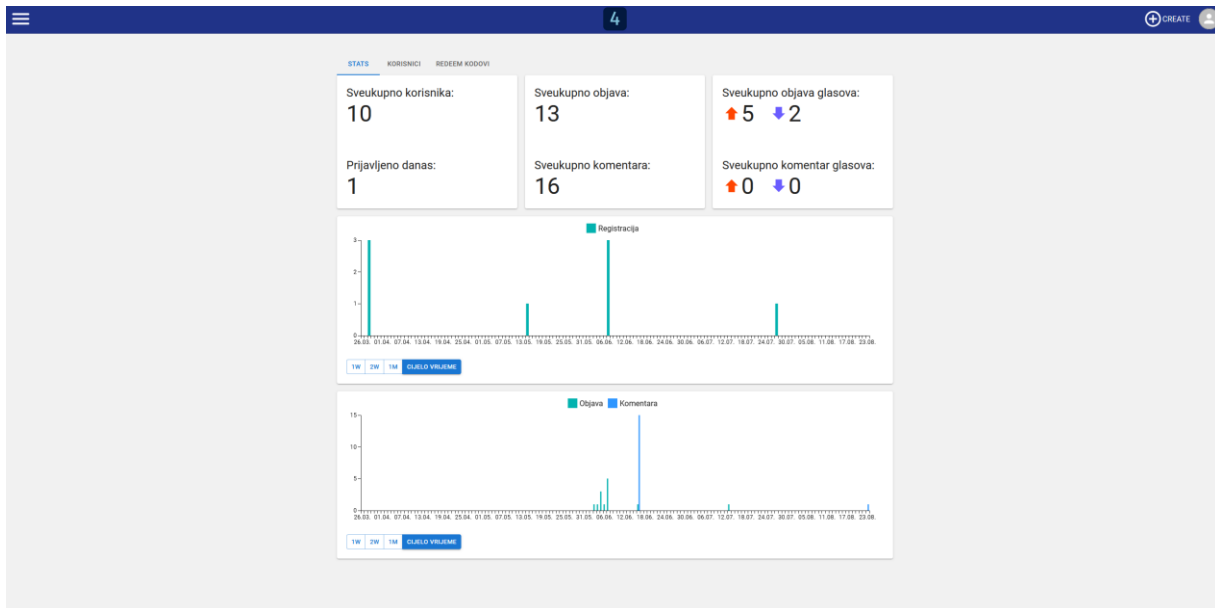 4
CREATE
STATS KORISNICI REDEEM KODOVI
Sveukupno korisnika:
10
Prijavljeno danas:
1
Sveukupno objava:
13
Sveukupno komentara:
16
Sveukupno objava glasova:
5 2
Sveukupno komentar glasova:
0 0
Registracija
3
2
1
0
26.03. 01.04. 07.04. 13.04. 19.04. 25.04. 01.05. 07.05. 13.05. 19.05. 25.05. 31.05. 06.06. 12.06. 18.06. 24.06. 30.06. 06.07. 12.07. 18.07. 24.07. 30.07. 05.08. 11.08. 17.08. 23.08.
1W 2W 1M CIJELO VRIJEME
Objava Komentara
15
10
5
0
26.03. 01.04. 07.04. 13.04. 19.04. 25.04. 01.05. 07.05. 13.05. 19.05. 25.05. 31.05. 06.06. 12.06. 18.06. 24.06. 30.06. 06.07. 12.07. 18.07. 24.07. 30.07. 05.08. 11.08. 17.08. 23.08.
1W 2W 1M CIJELO VRIJEME